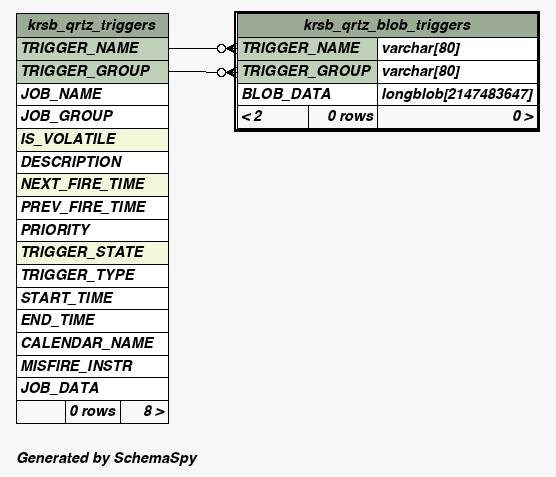 krsb_qrtz_triggers
TRIGGER_NAME
TRIGGER_GROUP
JOB_NAME
JOB_GROUP
IS_VOLATILE
DESCRIPTION
NEXT_FIRE_TIME
PREV_FIRE_TIME
PRIORITY
TRIGGER_STATE
TRIGGER_TYPE
START_TIME
END_TIME
CALENDAR_NAME
MISFIRE_INSTR
JOB_DATA
0 rows 8 >
krsb_qrtz_blob_triggers
TRIGGER_NAME varchar[80]
TRIGGER_GROUP varchar[80]
BLOB_DATA longblob[2147483647]
< 2 0 rows 0 >
Generated by SchemaSpy